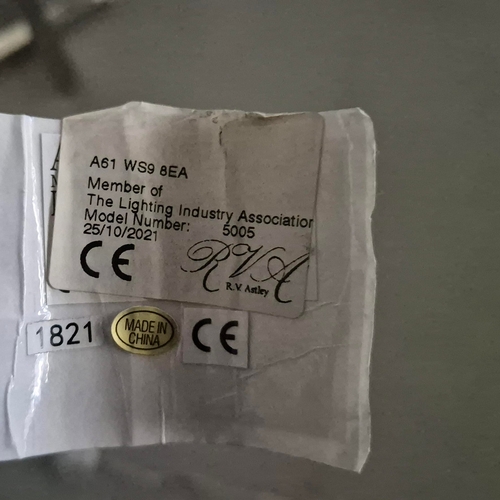 A61 WS9 8EA
Member of
The Lighting Industry Association
Model Number: 5005
25/10/2021
CE
RVA
R.V. Astley
1821
MADE IN
CHINA
CE